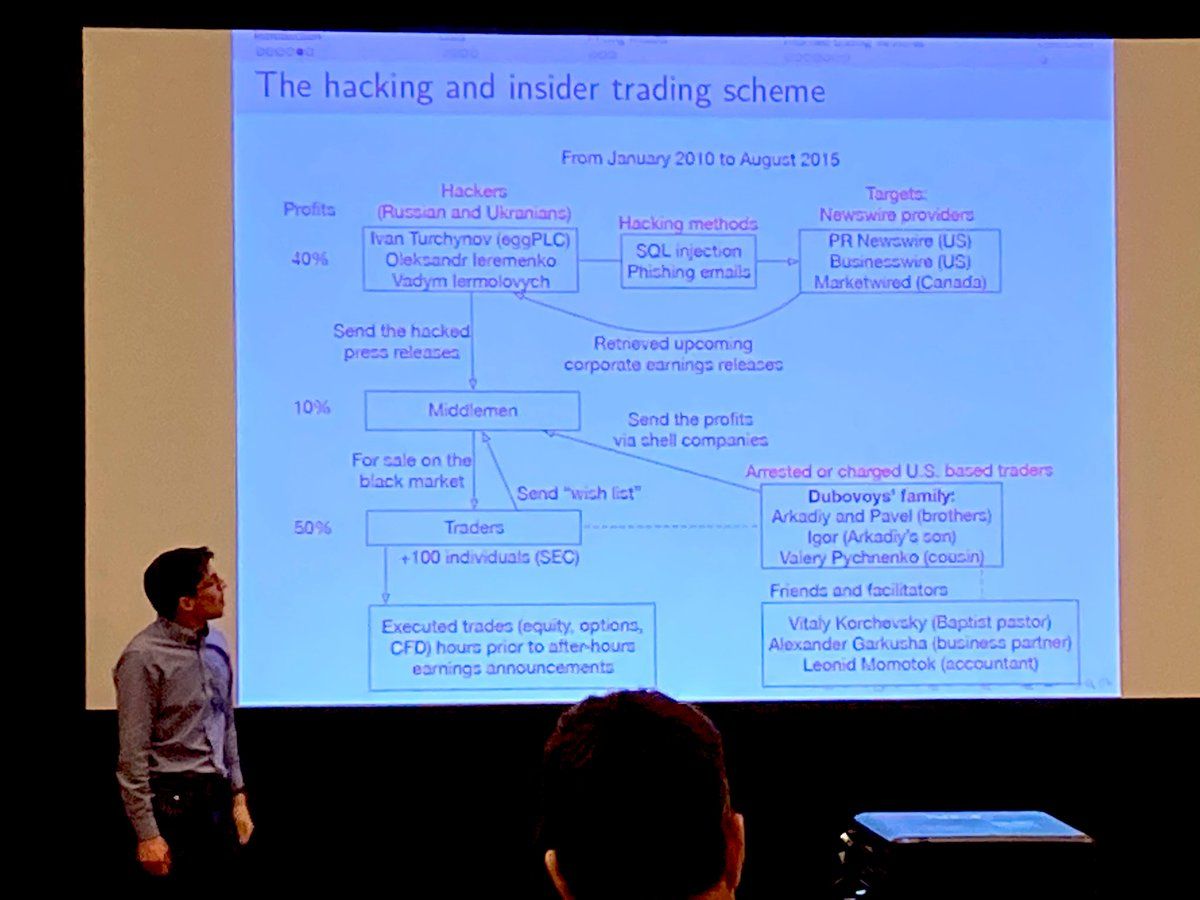 The hacking and insider trading scheme
From January 2010 to August 2015
Profits
Hackers
(Russian and Ukranians)
Hacking methods
Targets:
Newswire providers
40%
Ivan Turchynov (eggPLC)
Oleksandr Ieremenko
Vadym Iermolovych
SQL injection
Phishing emails
PR Newswire (US)
Businesswire (US)
Marketwired (Canada)
Send the hacked
press releases
Retrieved upcoming
corporate earnings releases
10%
Middlemen
Send the profits
via shell companies
For sale on the
black market
Send "wish list"
Arrested or charged U.S. based traders
Dubovoys' family:
Arkadiy and Pavel (brothers)
Igor (Arkadiy's son)
Valery Pychnenko (cousin)
50%
Traders
+100 individuals (SEC)
Friends and facilitators
Vitaly Korchevsky (Baptist pastor)
Alexander Garkusha (business partner)
Leonid Momotok (accountant)
Executed trades (equity, options,
CFD) hours prior to after-hours
earnings announcements